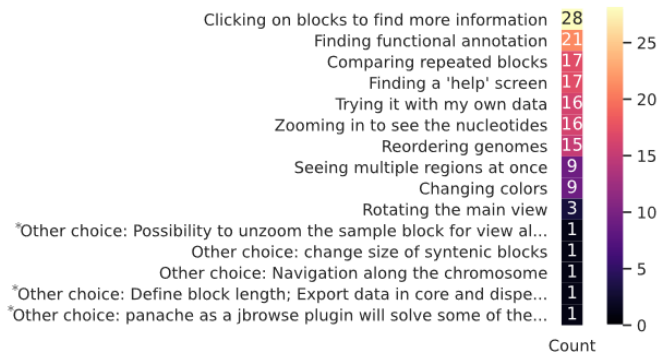 Clicking on blocks to find more information 28
Finding functional annotation 21
Comparing repeated blocks 17
Finding a 'help' screen 17
Trying it with my own data 16
Zooming in to see the nucleotides 16
Reordering genomes 15
Seeing multiple regions at once 9
Changing colors 9
Rotating the main view 3
*Other choice: Possibility to unzoom the sample block for view al... 1
Other choice: change size of syntenic blocks 1
Other choice: Navigation along the chromosome 1
*Other choice: Define block length; Export data in core and dispe... 1
*Other choice: panache as a jbrowse plugin will solve some of the... 1
Count
25
20
15
10
5
0